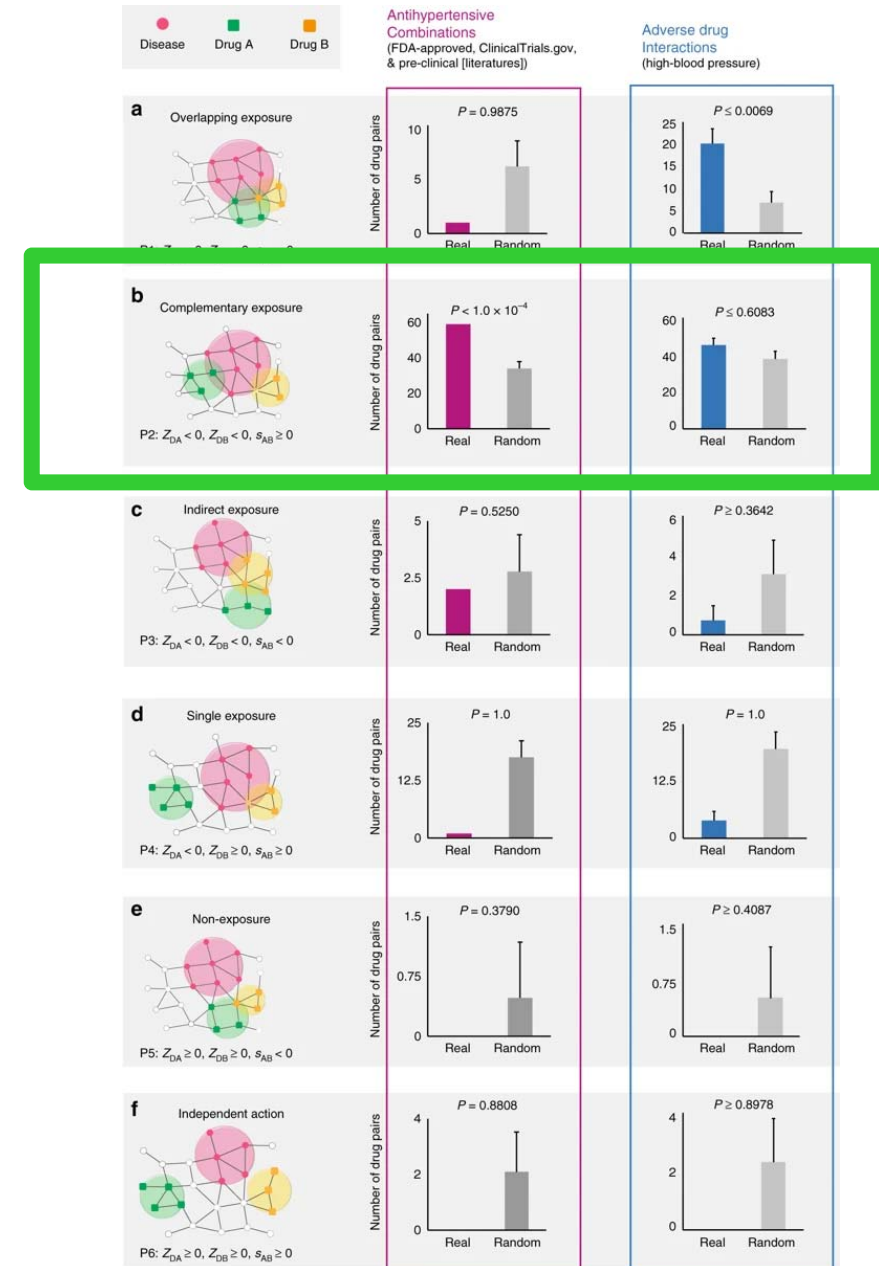 Disease Drug A Drug B
Antihypertensive
Combinations
(FDA-approved, ClinicalTrials.gov,
& pre-clinical [literatures])
Adverse drug
Interactions
(high-blood pressure)
a
Overlapping exposure
Number of drug pairs
P = 0.9875
10
5
0
Real Random
P ≤ 0.0069
25
20
15
10
5
0
Real Random
b
Complementary exposure
P2: Z_DA < 0, Z_DB < 0, s_AB ≥ 0
Number of drug pairs
P < 1.0 × 10⁻⁴
60
40
20
0
Real Random
P ≤ 0.6083
60
40
20
0
Real Random
c
Indirect exposure
P3: Z_DA < 0, Z_DB < 0, s_AB < 0
Number of drug pairs
P = 0.5250
5
2.5
0
Real Random
P ≥ 0.3642
6
4
2
0
Real Random
d
Single exposure
P4: Z_DA < 0, Z_DB ≥ 0, s_AB ≥ 0
Number of drug pairs
P = 1.0
25
12.5
0
Real Random
P = 1.0
25
12.5
0
Real Random
e
Non-exposure
P5: Z_DA ≥ 0, Z_DB ≥ 0, s_AB < 0
Number of drug pairs
P = 0.3790
1.5
0.75
0
Real Random
P ≥ 0.4087
1.5
0.75
0
Real Random
f
Independent action
P6: Z_DA ≥ 0, Z_DB ≥ 0, s_AB ≥ 0
Number of drug pairs
P = 0.8808
4
2
0
Real Random
P ≥ 0.8978
4
2
0
Real Random